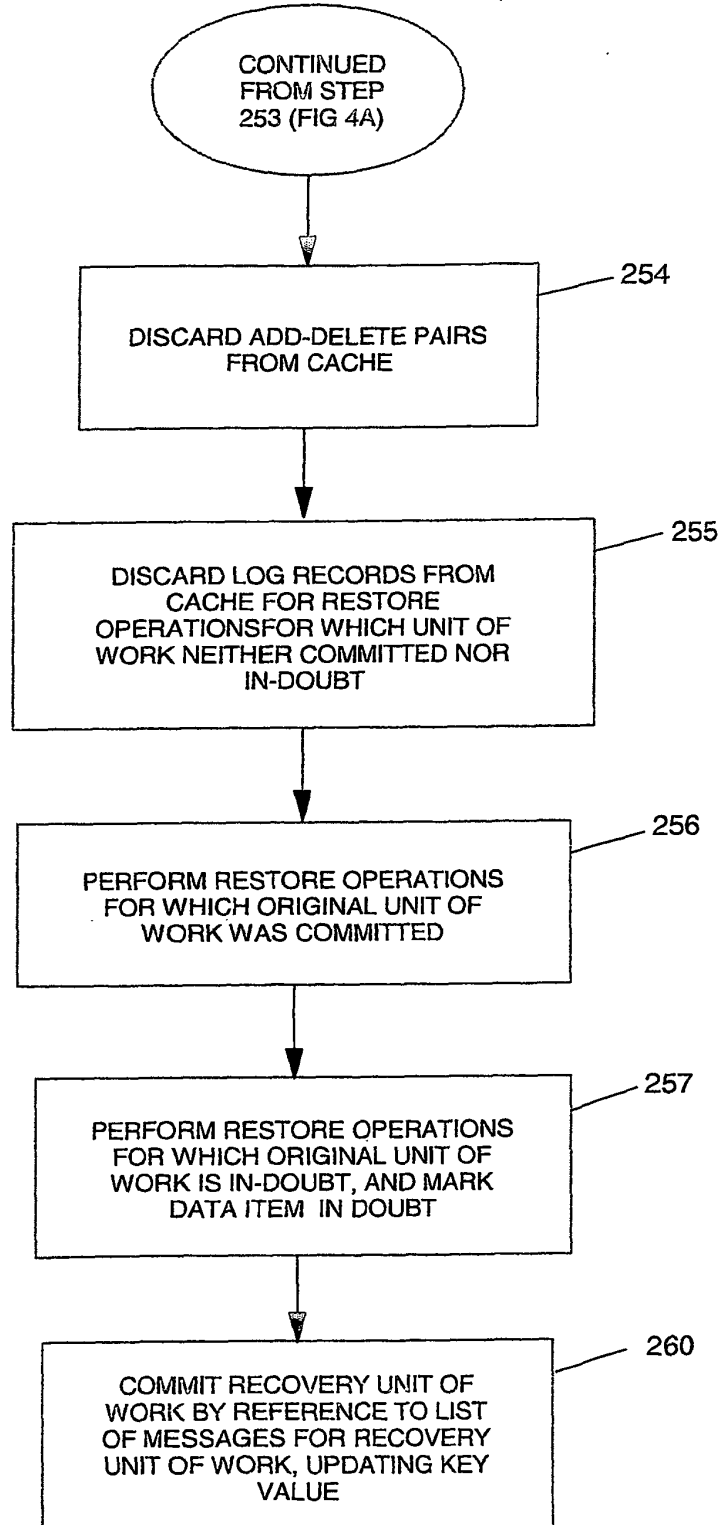 CONTINUED
FROM STEP
253 (FIG 4A)
254
DISCARD ADD-DELETE PAIRS
FROM CACHE
255
DISCARD LOG RECORDS FROM
CACHE FOR RESTORE
OPERATIONSFOR WHICH UNIT OF
WORK NEITHER COMMITTED NOR
IN-DOUBT
256
PERFORM RESTORE OPERATIONS
FOR WHICH ORIGINAL UNIT OF
WORK WAS COMMITTED
257
PERFORM RESTORE OPERATIONS
FOR WHICH ORIGINAL UNIT OF
WORK IS IN-DOUBT, AND MARK
DATA ITEM IN DOUBT
260
COMMIT RECOVERY UNIT OF
WORK BY REFERENCE TO LIST
OF MESSAGES FOR RECOVERY
UNIT OF WORK, UPDATING KEY
VALUE